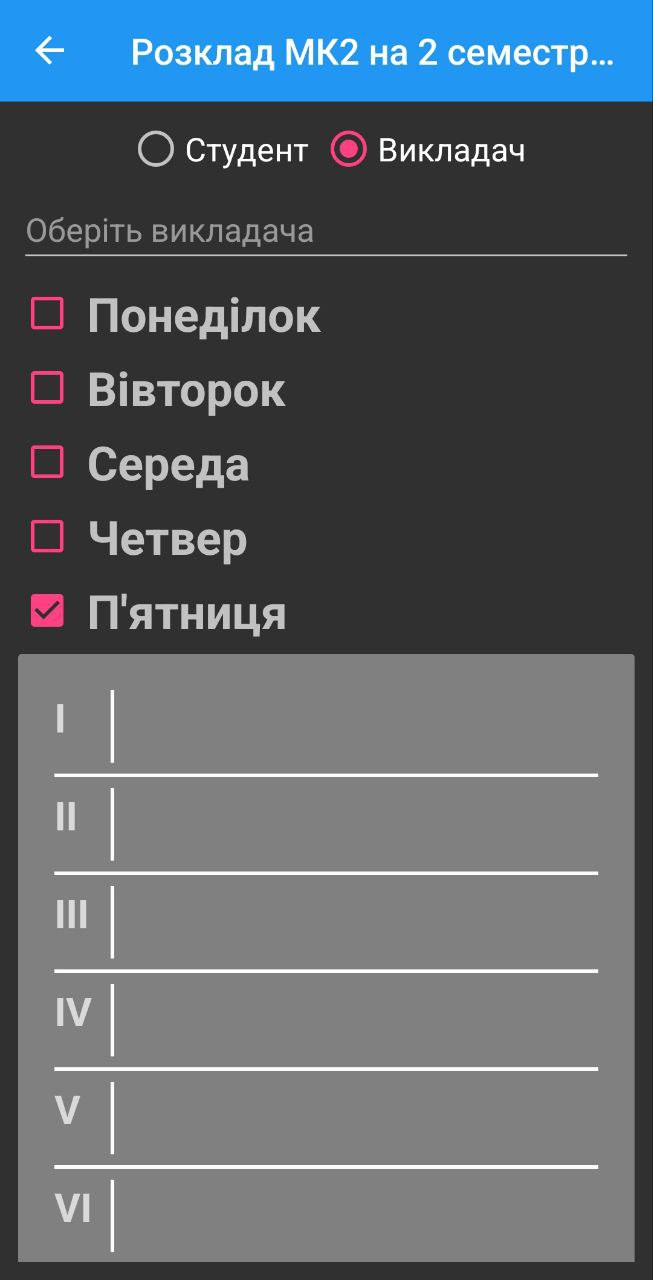 Розклад МК2 на 2 семестр...
Студент Викладач
Оберіть викладача
Понеділок
Вівторок
Середа
Четвер
П'ятниця
I
II
III
IV
V
VI